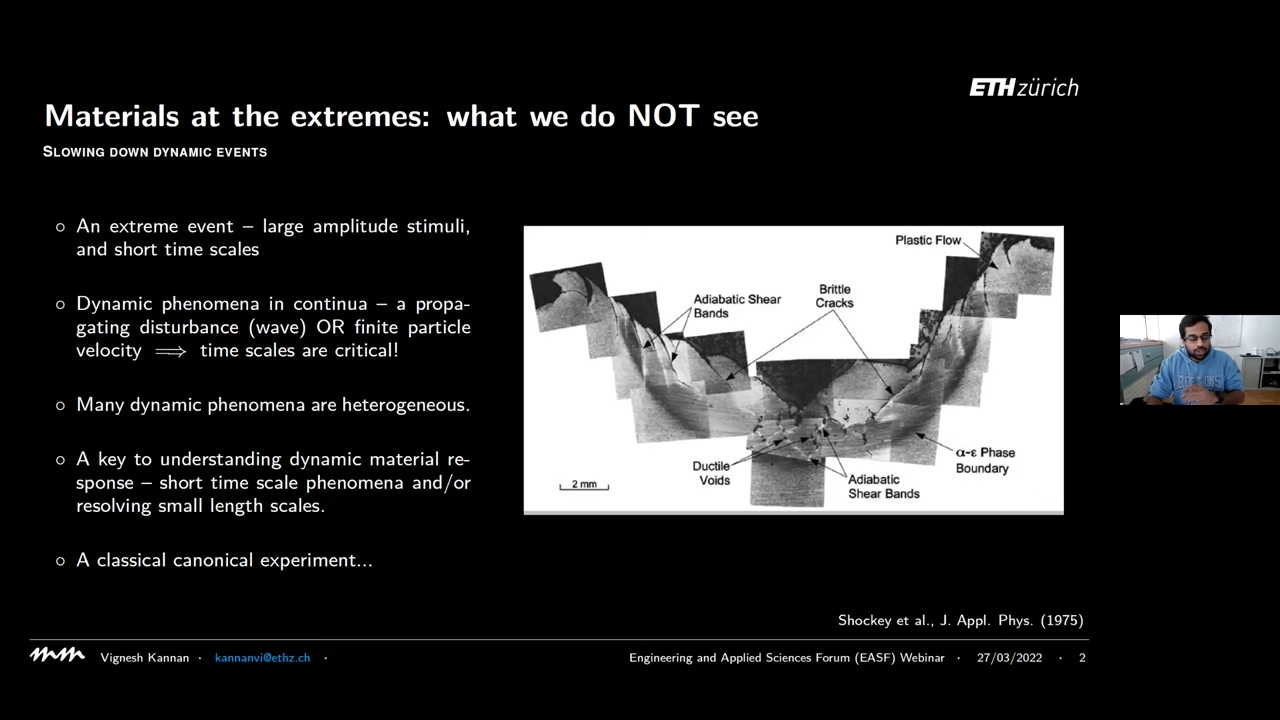 ETH zürich
Materials at the extremes: what we do NOT see
SLOWING DOWN DYNAMIC EVENTS
○ An extreme event – large amplitude stimuli,
and short time scales
○ Dynamic phenomena in continua – a propa-
gating disturbance (wave) OR finite particle
velocity ⟹ time scales are critical!
○ Many dynamic phenomena are heterogeneous.
○ A key to understanding dynamic material re-
sponse – short time scale phenomena and/or
resolving small length scales.
○ A classical canonical experiment...
Plastic Flow
Adiabatic Shear
Bands
Brittle
Cracks
Ductile
Voids
Adiabatic
Shear Bands
α-ε Phase
Boundary
2 mm
Shockey et al., J. Appl. Phys. (1975)
Vignesh Kannan · kannanvi@ethz.ch ·
Engineering and Applied Sciences Forum (EASF) Webinar · 27/03/2022 · 2